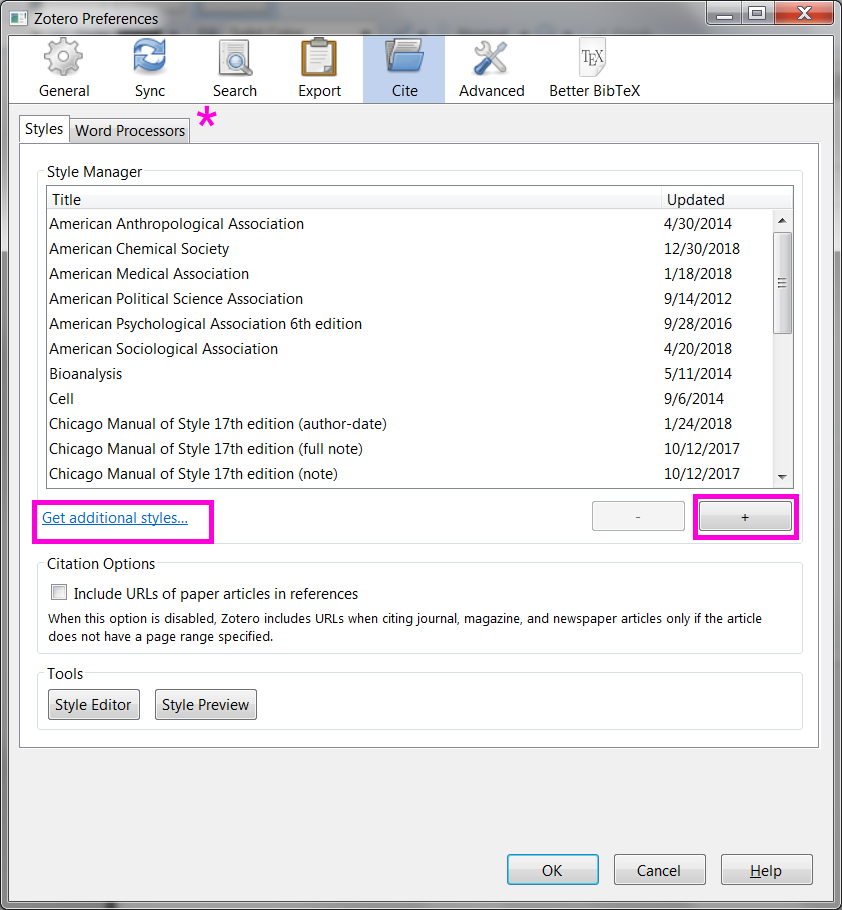 Zotero Preferences
General Sync Search Export Cite Advanced TEX Better BibTeX
Styles Word Processors *
Style Manager
Title Updated
American Anthropological Association 4/30/2014
American Chemical Society 12/30/2018
American Medical Association 1/18/2018
American Political Science Association 9/14/2012
American Psychological Association 6th edition 9/28/2016
American Sociological Association 4/20/2018
Bioanalysis 5/11/2014
Cell 9/6/2014
Chicago Manual of Style 17th edition (author-date) 1/24/2018
Chicago Manual of Style 17th edition (full note) 10/12/2017
Chicago Manual of Style 17th edition (note) 10/12/2017
Get additional styles... - +
Citation Options
Include URLs of paper articles in references
When this option is disabled, Zotero includes URLs when citing journal, magazine, and newspaper articles only if the article
does not have a page range specified.
Tools
Style Editor Style Preview
OK Cancel Help